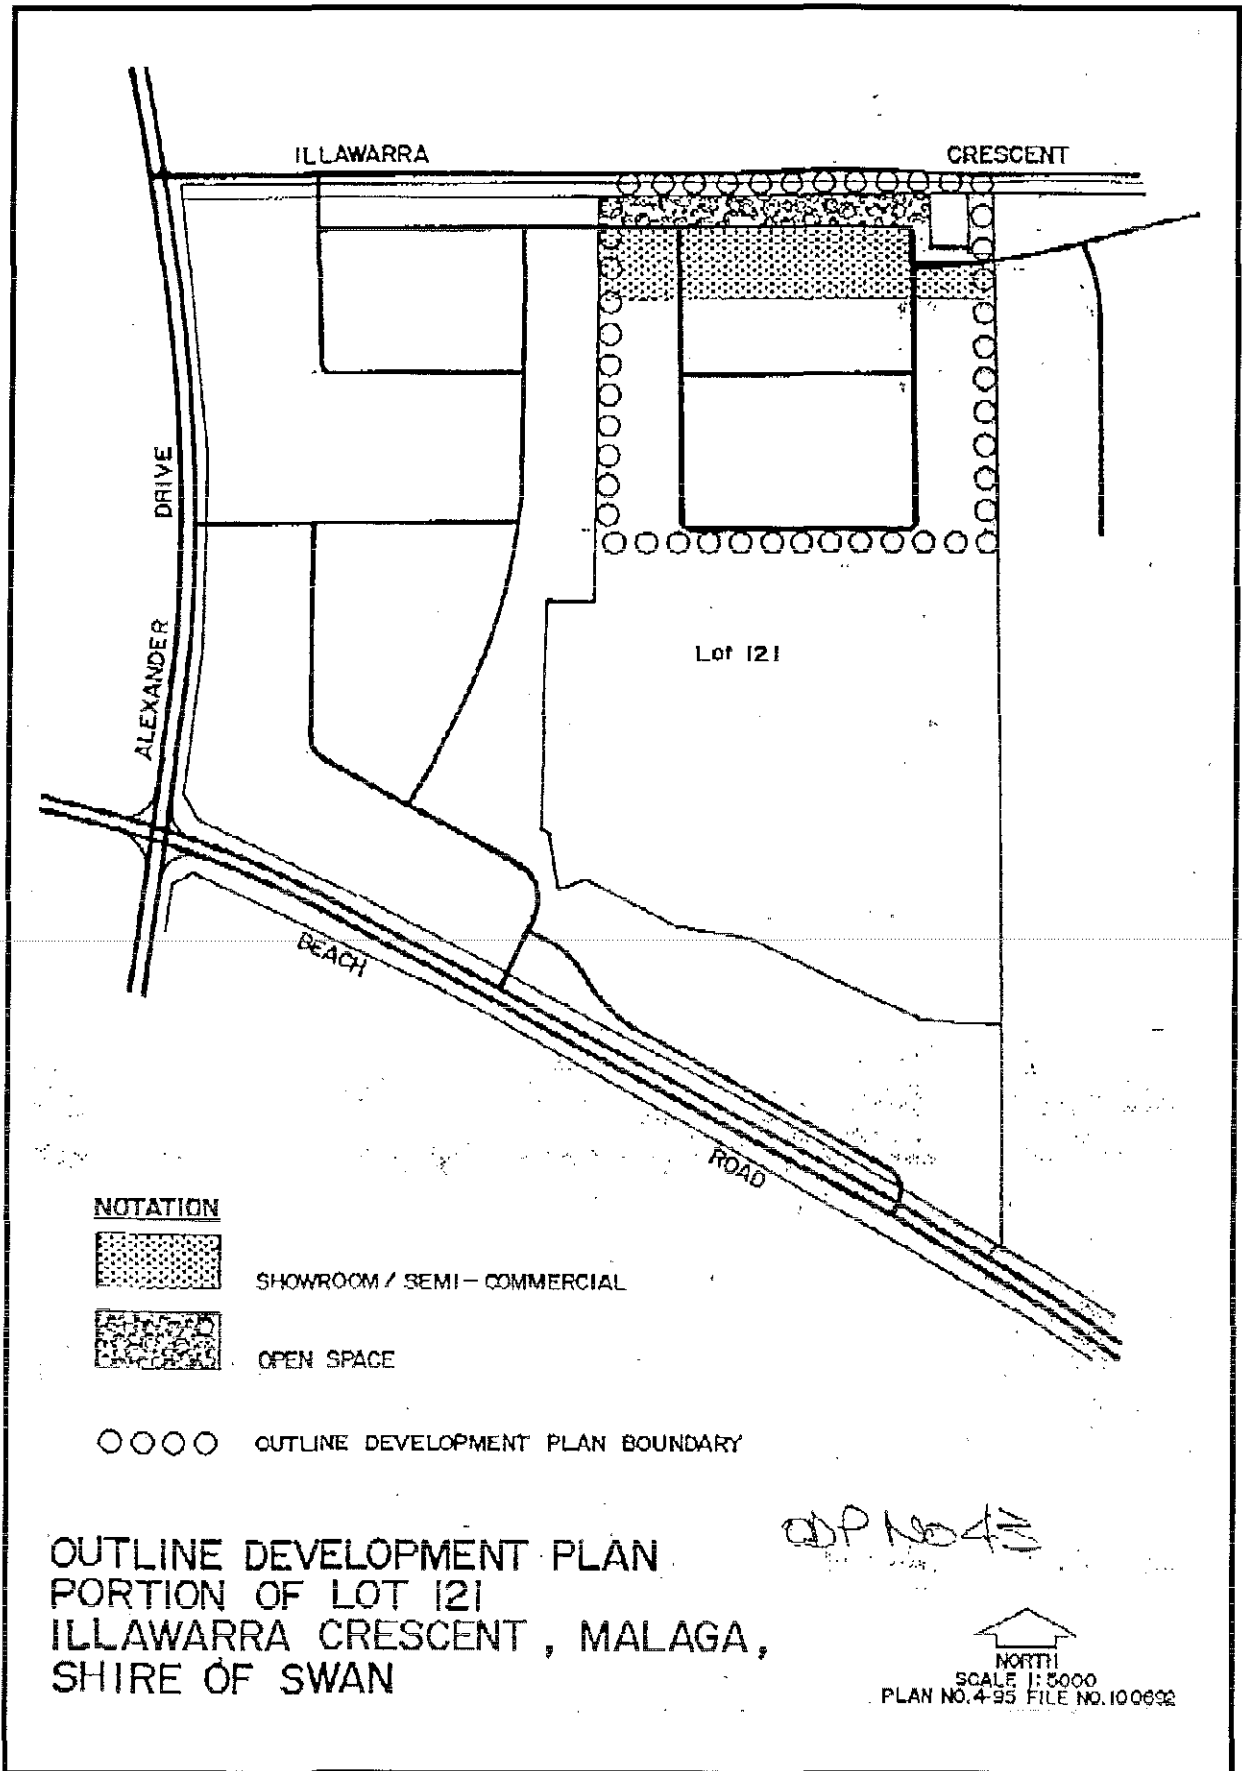 ILLAWARRA CRESCENT
ALEXANDER DRIVE
Lot 121
BEACH ROAD
NOTATION
SHOWROOM / SEMI-COMMERCIAL
OPEN SPACE
OUTLINE DEVELOPMENT PLAN BOUNDARY
ODP No 43
OUTLINE DEVELOPMENT PLAN
PORTION OF LOT 121
ILLAWARRA CRESCENT, MALAGA,
SHIRE OF SWAN
NORTH
SCALE 1:5000
PLAN NO.4-95 FILE NO.100692